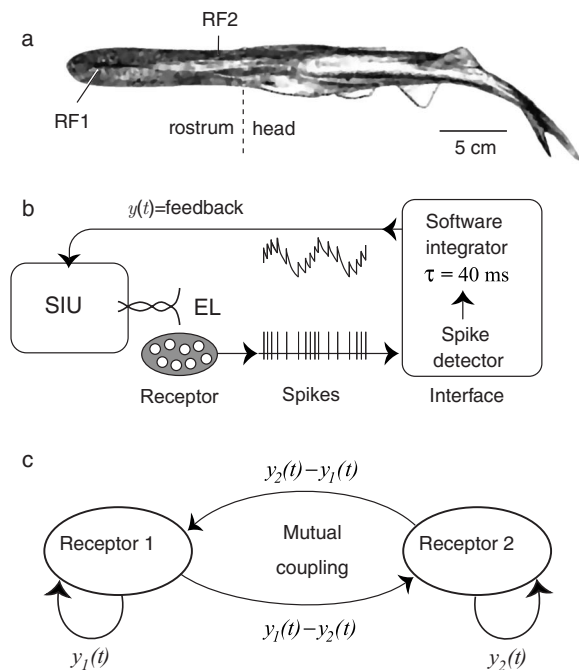 a
RF2
RF1
rostrum head
5 cm
b
y(t)=feedback
Software
integrator
τ = 40 ms
SIU
EL
Spike
detector
Receptor
Spikes
Interface
c
y₂(t)−y₁(t)
Receptor 1
Mutual
coupling
Receptor 2
y₁(t)−y₂(t)
y₁(t)
y₂(t)